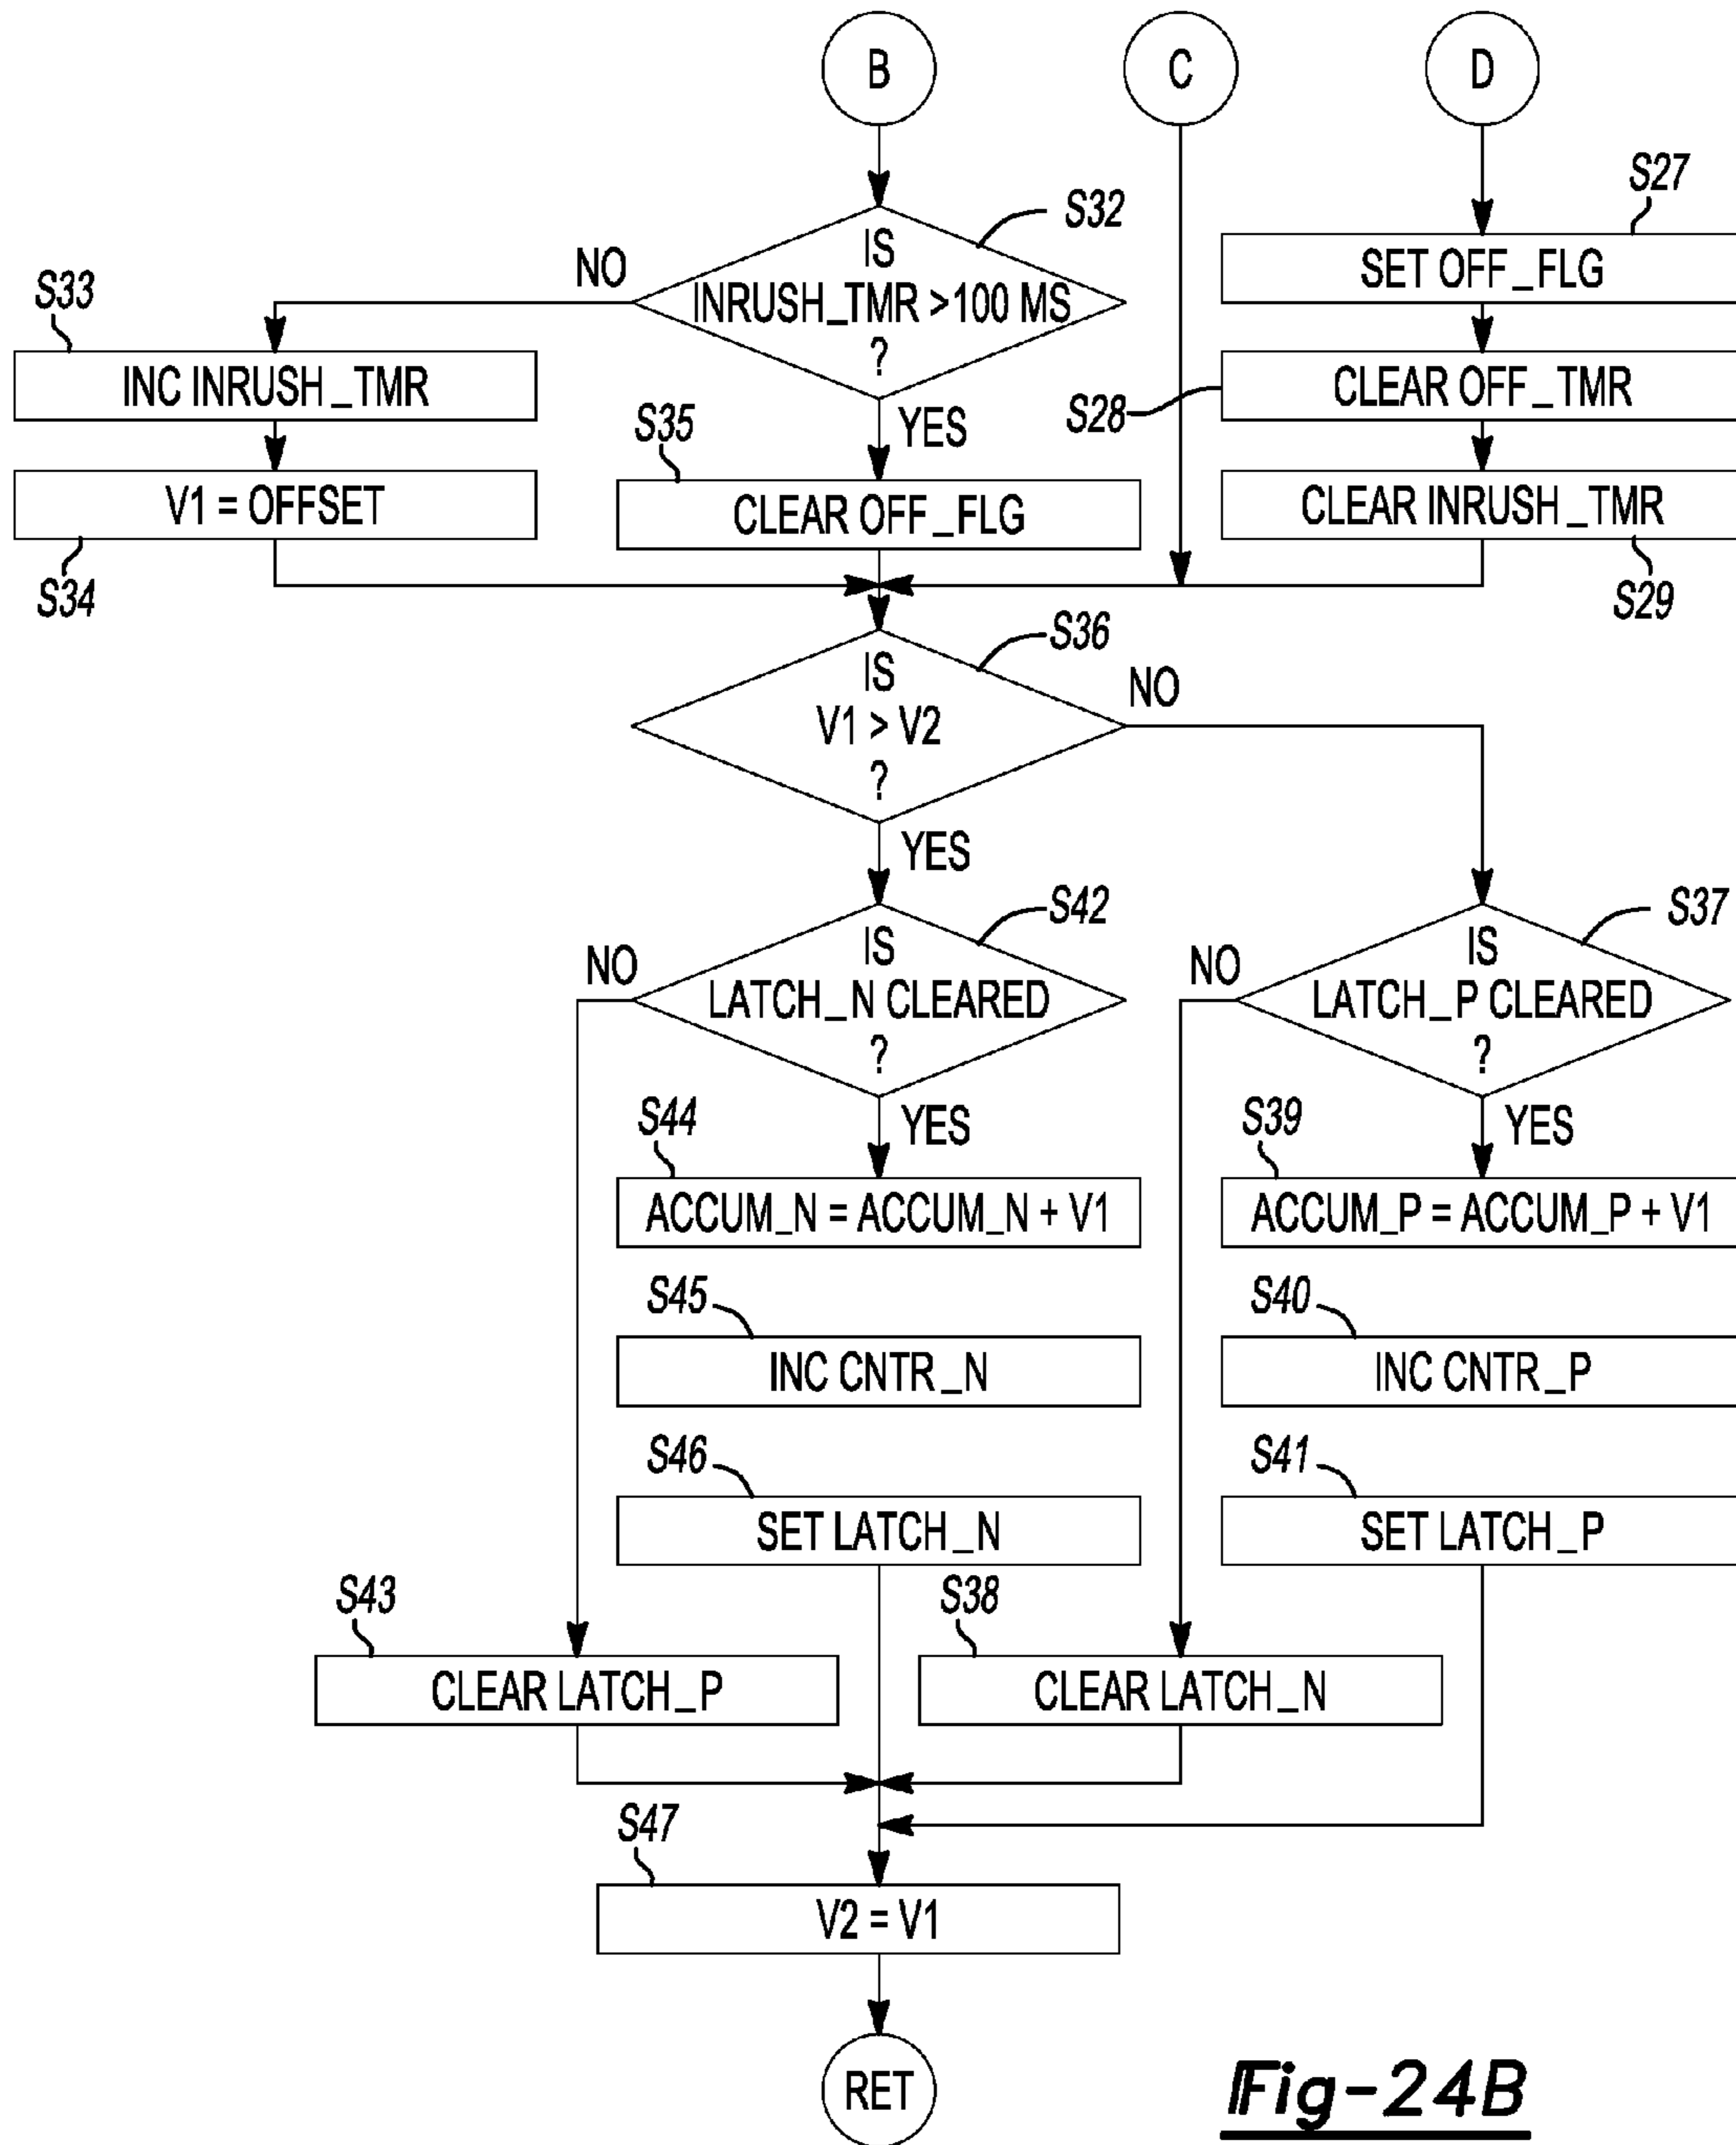 B
C
D
S32
S27
IS
INRUSH_TMR >100 MS
?
NO
YES
SET OFF_FLG
S33
INC INRUSH_TMR
S28
CLEAR OFF_TMR
S35
V1 = OFFSET
CLEAR OFF_FLG
CLEAR INRUSH_TMR
S34
S29
S36
IS
V1 > V2
?
NO
YES
S42
S37
IS
LATCH_N CLEARED
?
NO
YES
IS
LATCH_P CLEARED
?
NO
YES
S44
S39
ACCUM_N = ACCUM_N + V1
ACCUM_P = ACCUM_P + V1
S45
S40
INC CNTR_N
INC CNTR_P
S46
S41
SET LATCH_N
SET LATCH_P
S43
S38
CLEAR LATCH_P
CLEAR LATCH_N
S47
V2 = V1
RET
Fig-24B